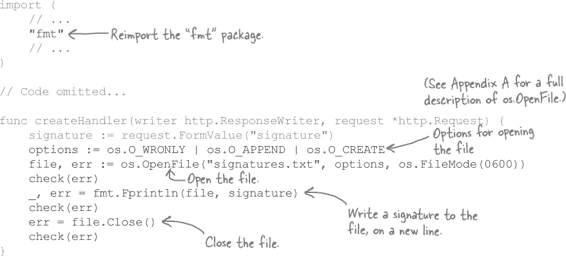 import (
    // ...
    "fmt" Reimport the "fmt" package.
    // ...
)
// Code omitted...
(See Appendix A for a full
description of os.OpenFile.)
func createHandler(writer http.ResponseWriter, request *http.Request) {
    signature := request.FormValue("signature")
    options := os.O_WRONLY | os.O_APPEND | os.O_CREATE
Options for opening
the file
    file, err := os.OpenFile("signatures.txt", options, os.FileMode(0600))
    check(err)
Open the file.
    _, err = fmt.Fprintln(file, signature)
    check(err)
Write a signature to the
file, on a new line.
    err = file.Close()
    check(err)
Close the file.
}